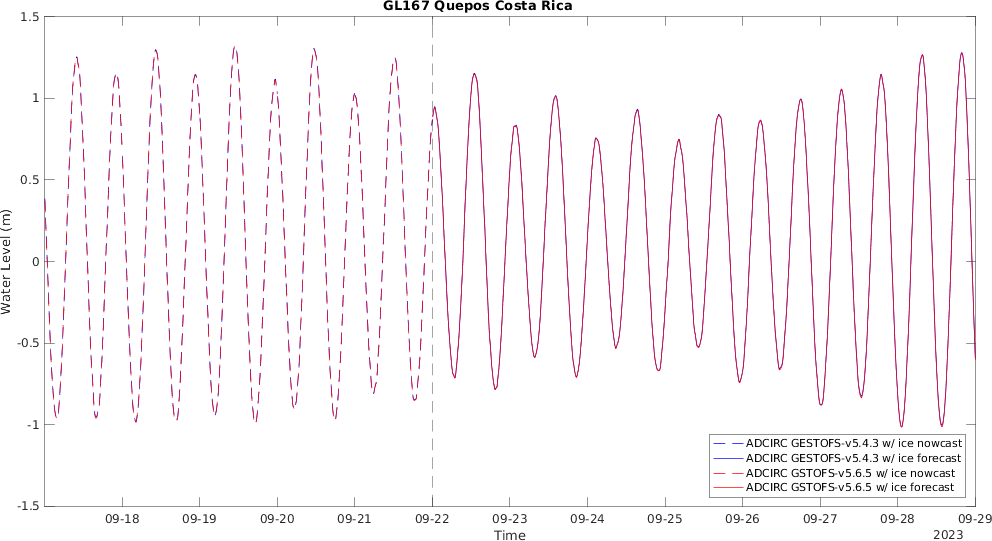 GL167 Quepos Costa Rica
1.5
1
0.5
0
-0.5
-1
-1.5
Water Level (m)
ADCIRC GESTOFS-v5.4.3 w/ ice nowcast
ADCIRC GESTOFS-v5.4.3 w/ ice forecast
ADCIRC GSTOFS-v5.6.5 w/ ice nowcast
ADCIRC GSTOFS-v5.6.5 w/ ice forecast
09-18 09-19 09-20 09-21 09-22 09-23 09-24 09-25 09-26 09-27 09-28 09-29
Time
2023